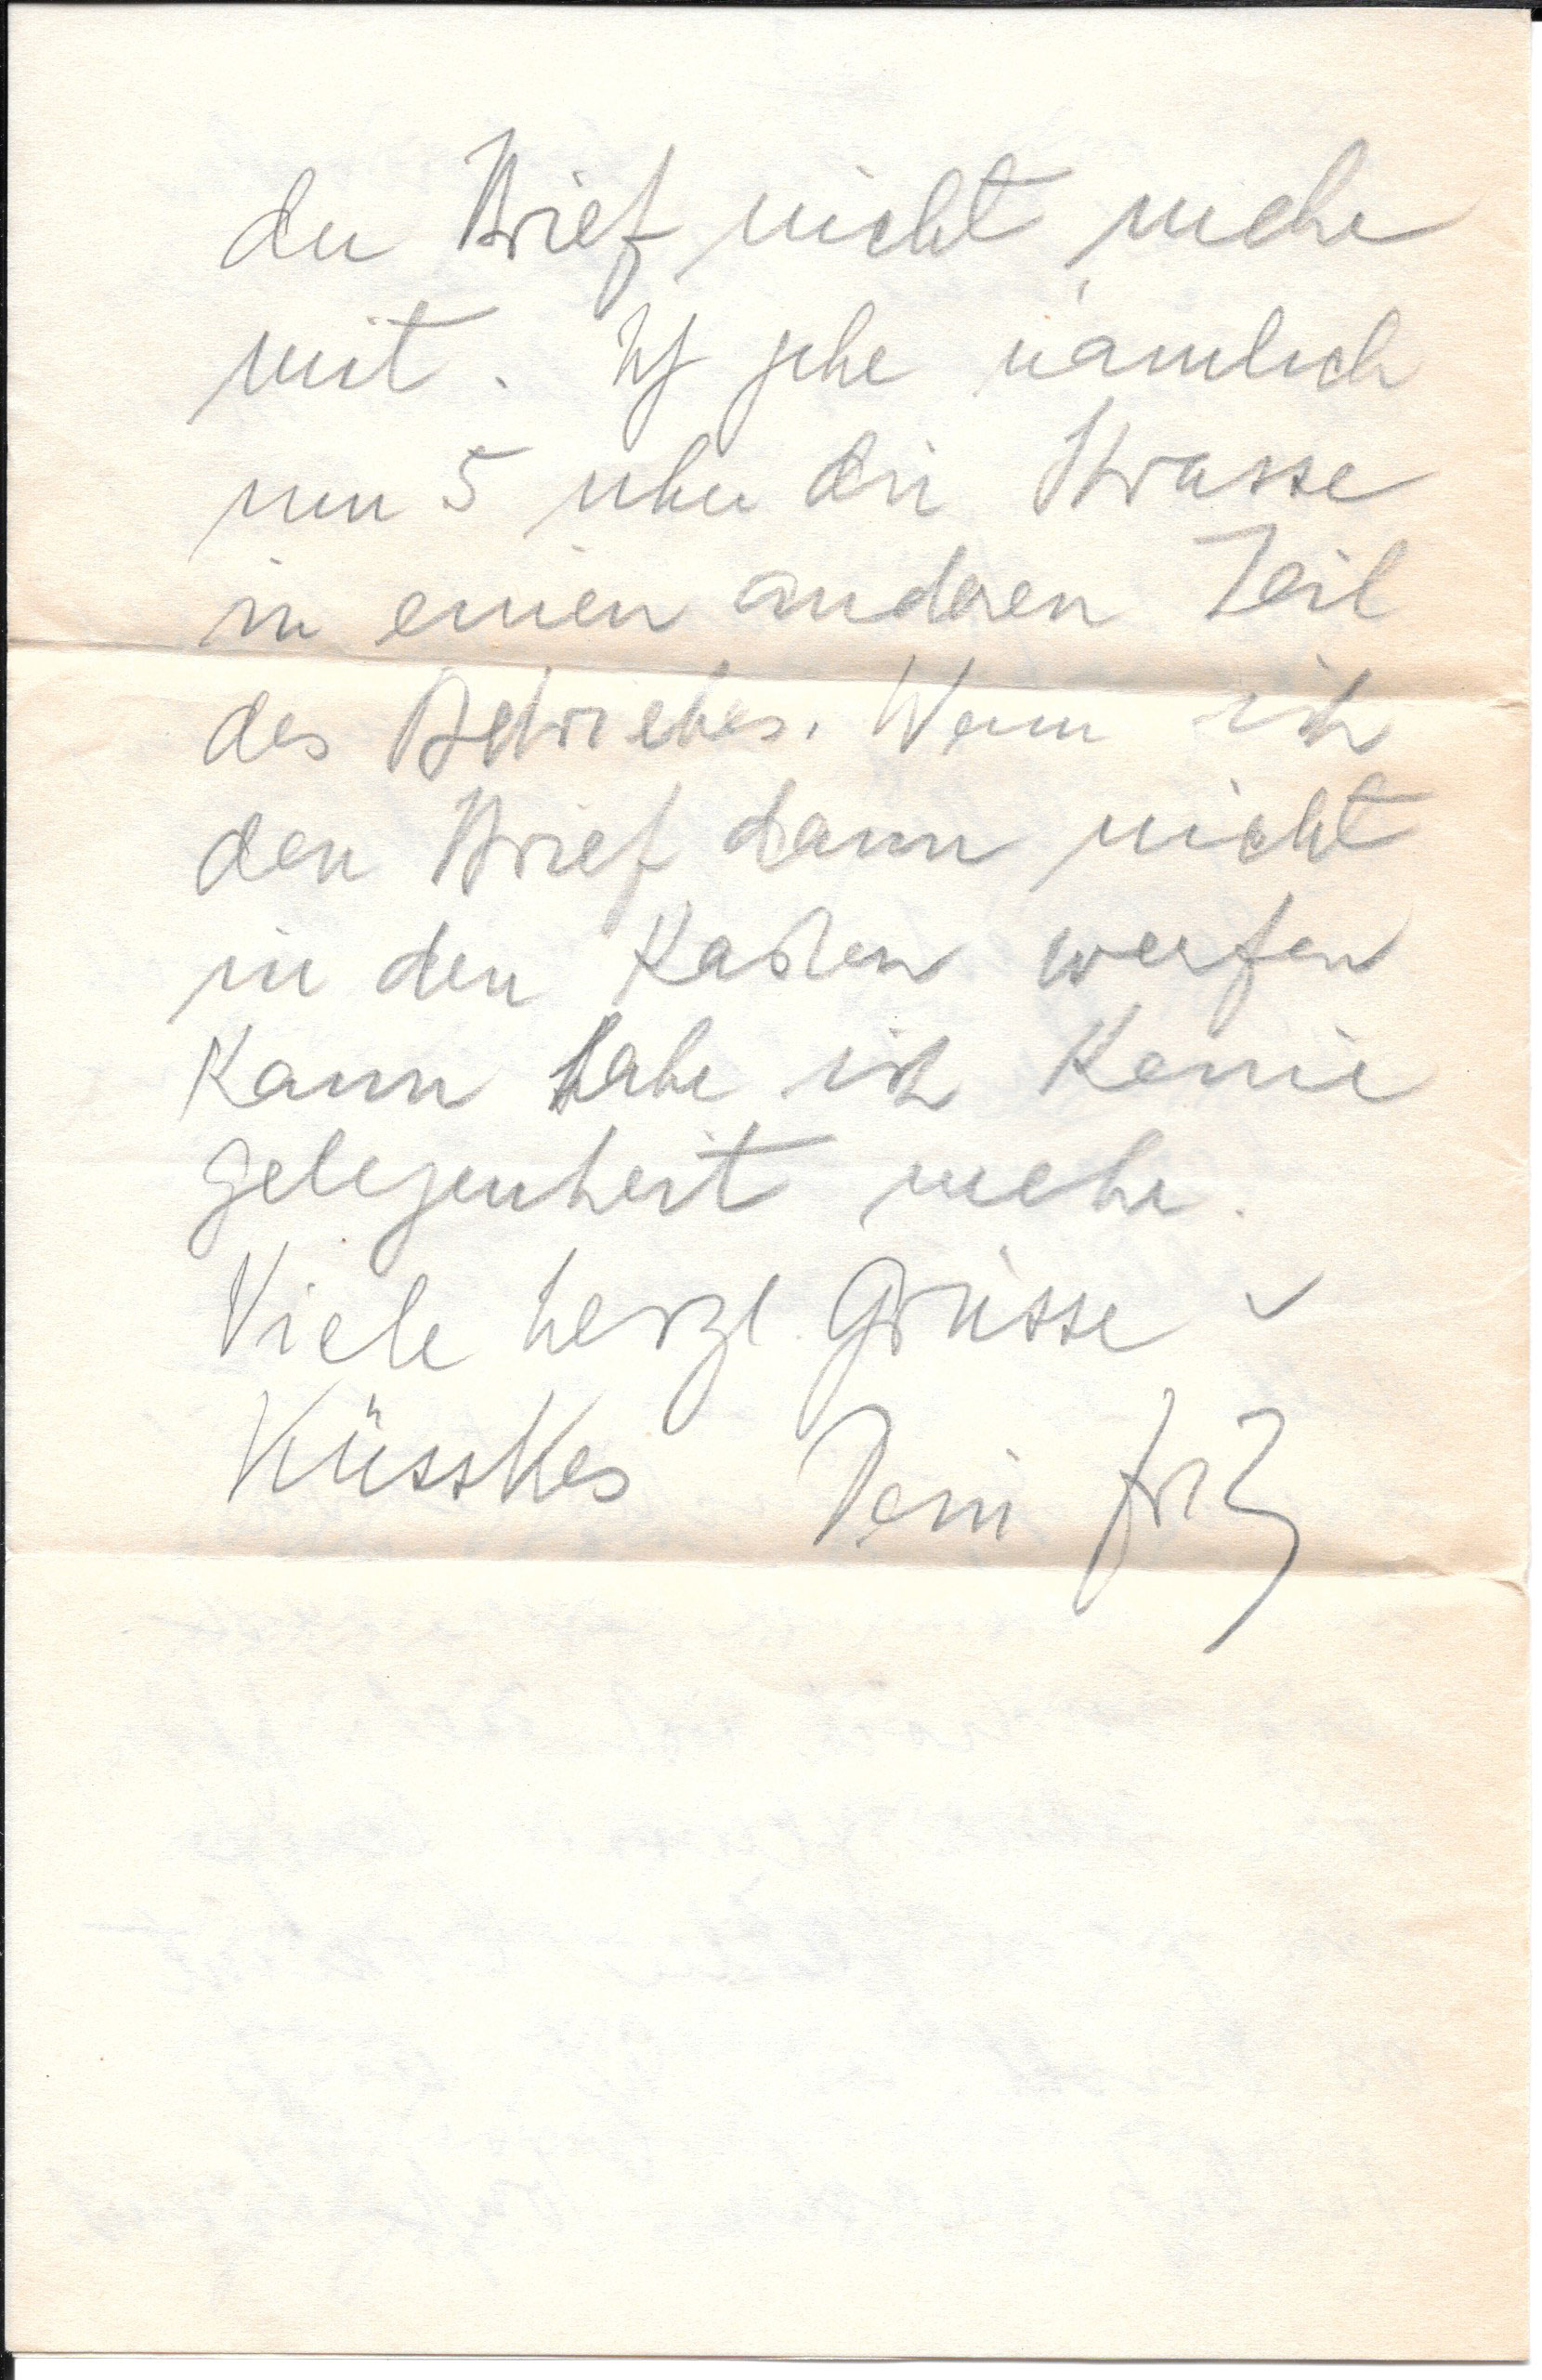 den Brief nicht mehr
mit. Ich gehe nämlich
um 5 über die Strasse
in einen anderen Teil
des Betriebes. Wenn ich
den Brief dann nicht
in den Kasten werfen
kann habe ich keine
gelegenheit mehr.
Viele herzl. Grüsse
Küsskes Dein Fritz